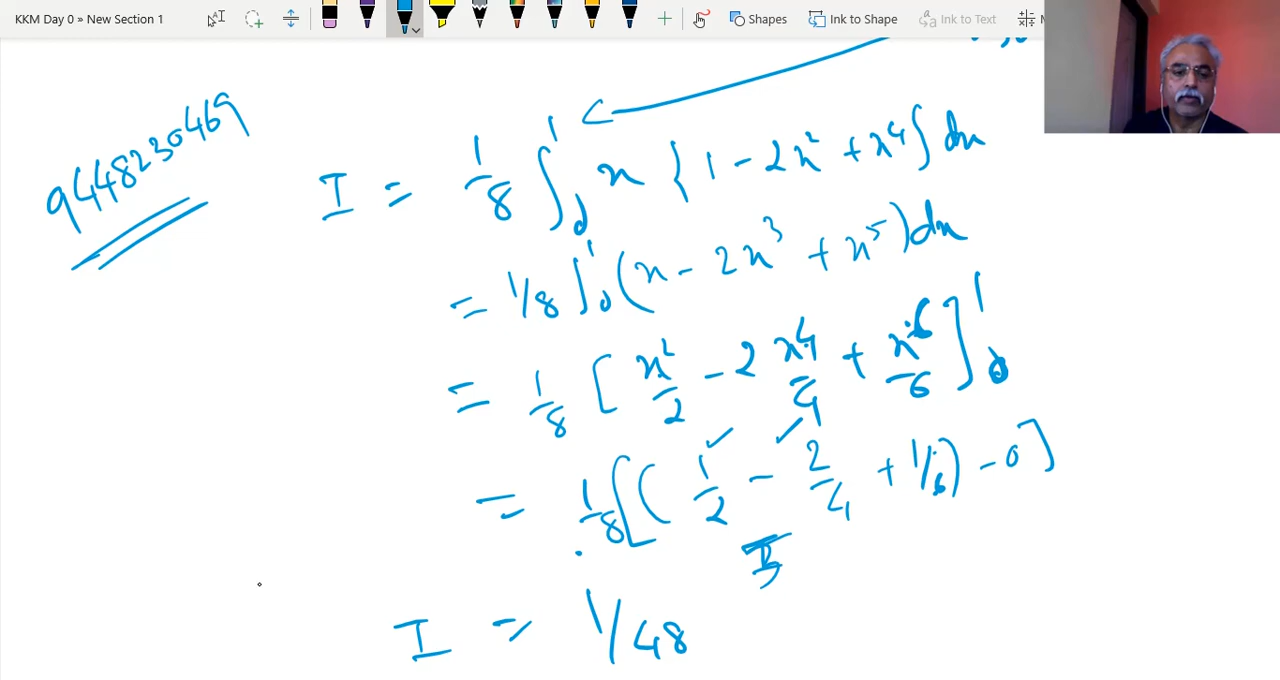 KKM Day 0 » New Section 1
Shapes
Ink to Shape
Ink to Text
9448230469
I = 1/8 ∫₀¹ x {1 - 2x² + x⁴} dx
= 1/8 ∫₀¹ (x - 2x³ + x⁵) dx
= 1/8 [x²/2 - 2 x⁴/4 + x⁶/6]₀¹
= 1/8 [(1/2 - 2/4 + 1/6) - 0]
I = 1/48